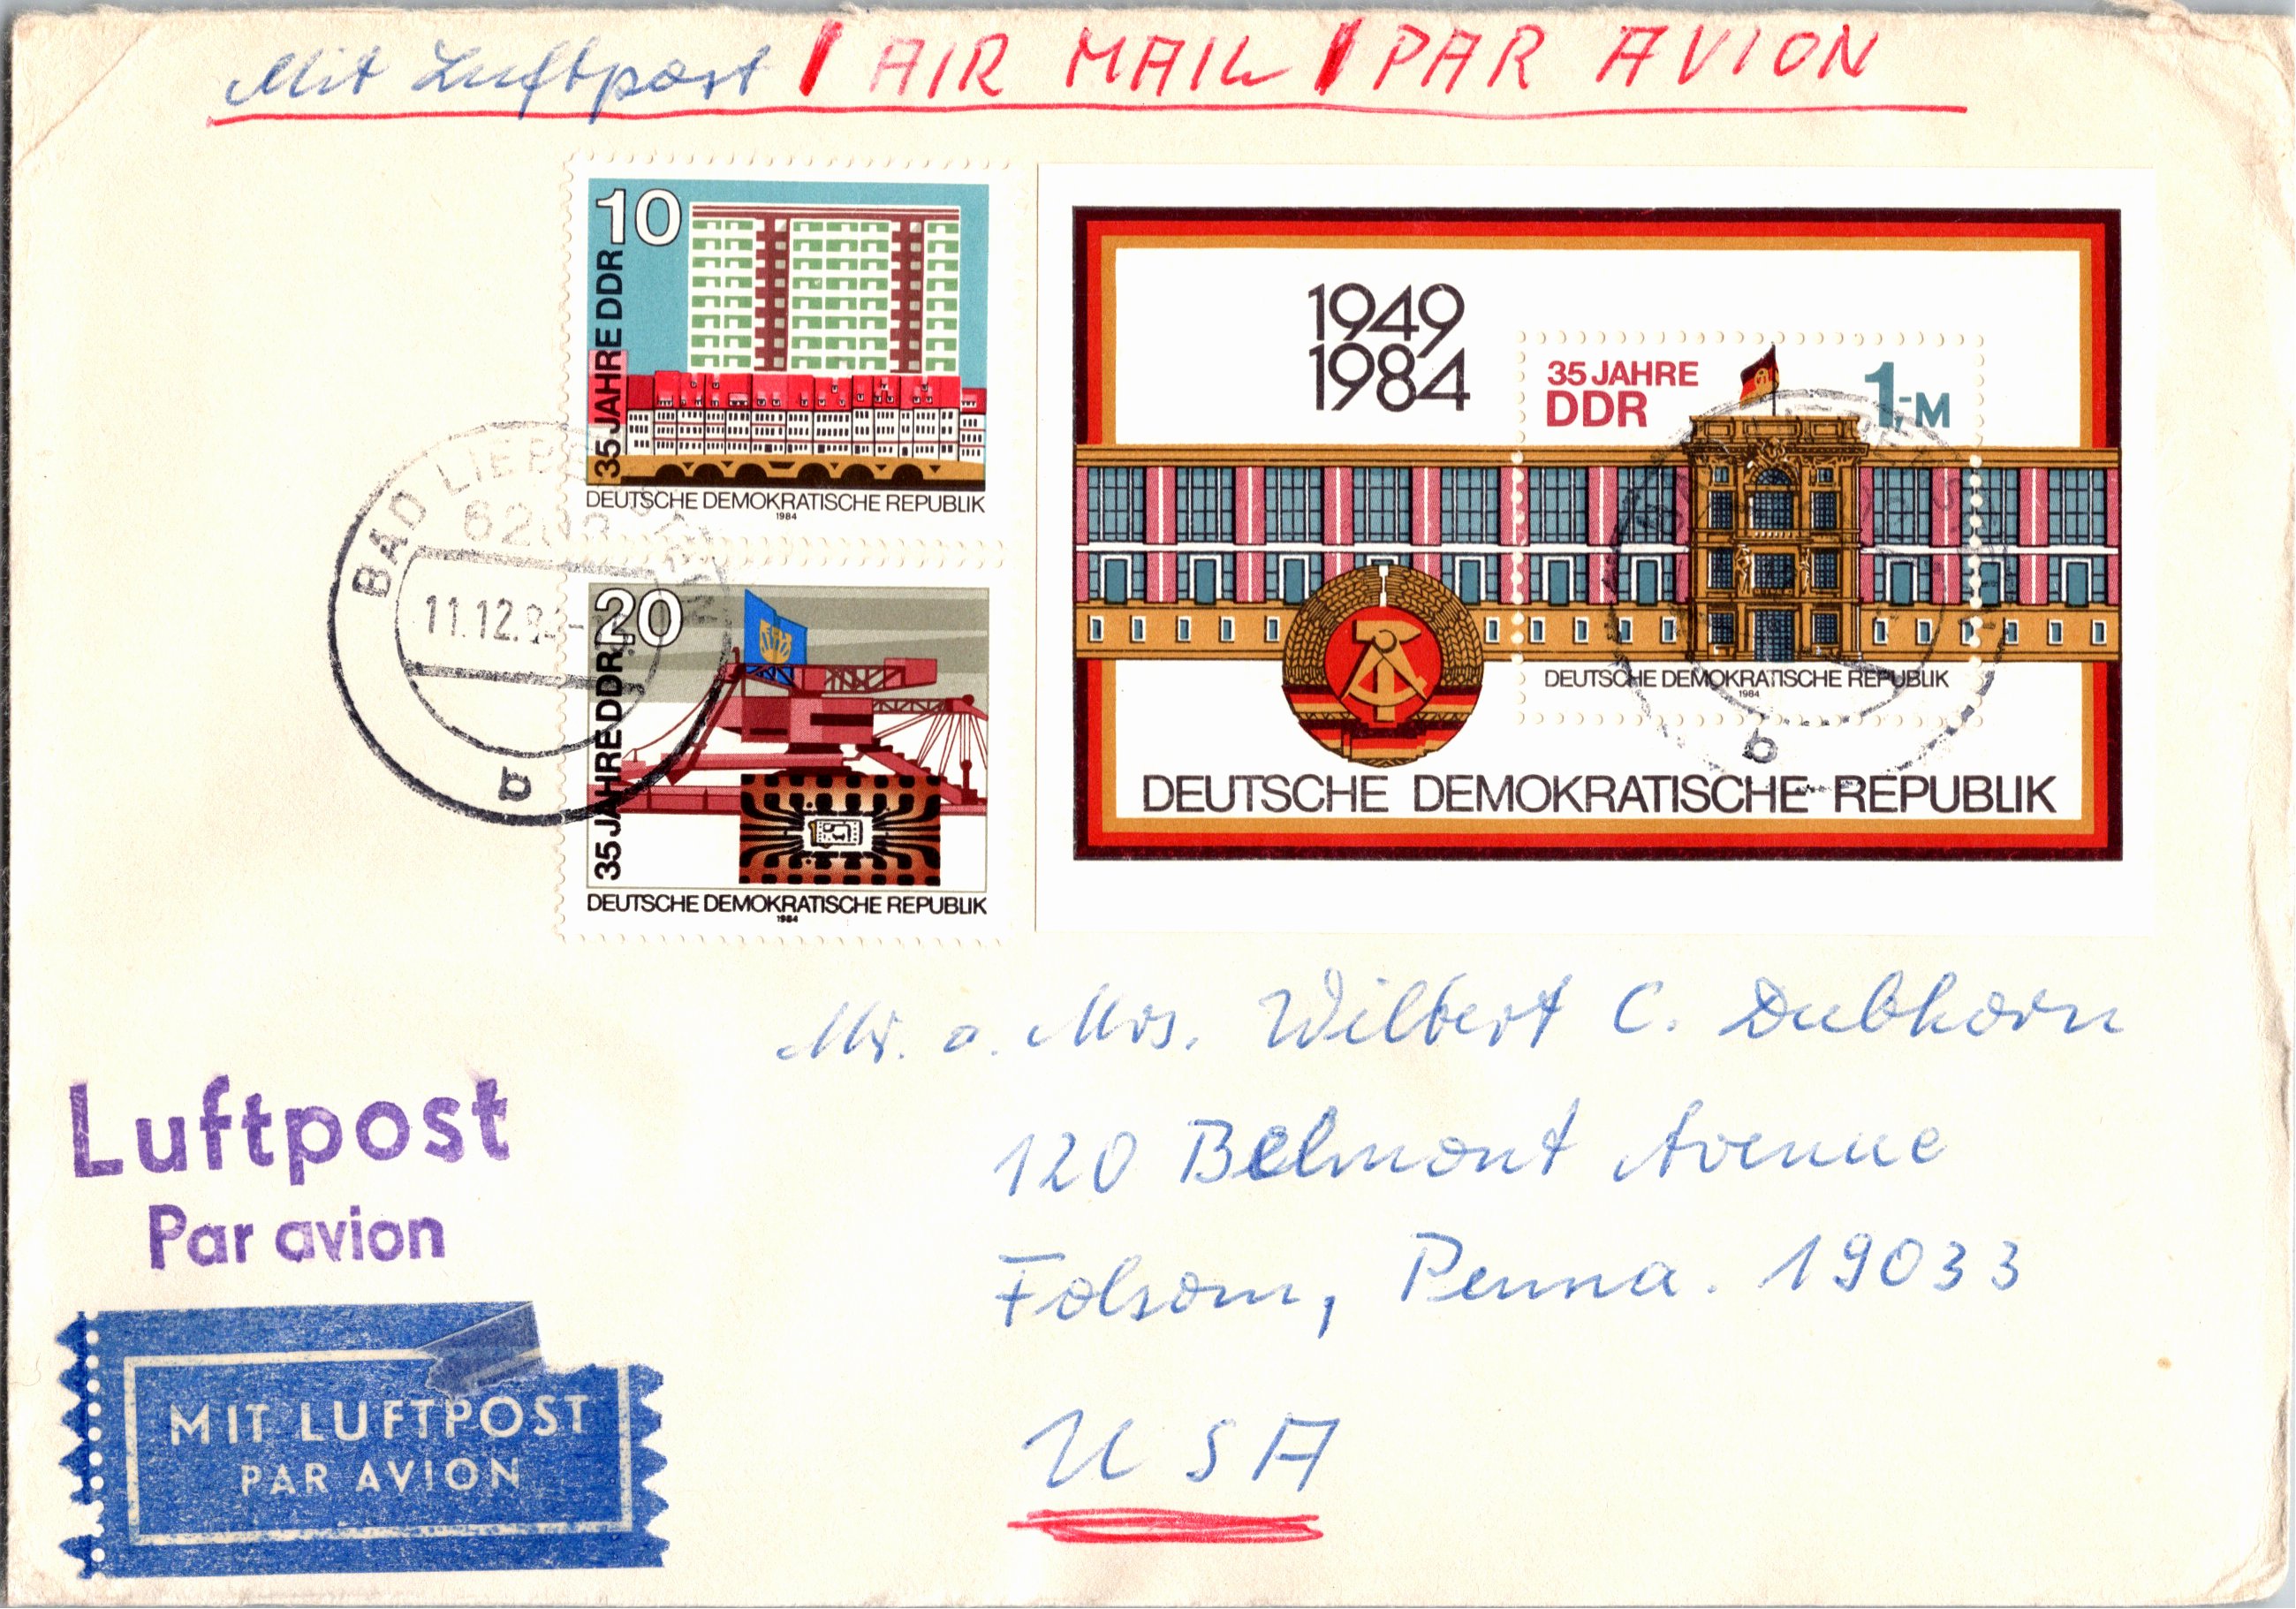 Mit Luftpost / AIR MAIL / PAR AVION
10
35 JAHRE DDR
DEUTSCHE DEMOKRATISCHE REPUBLIK
1984
20
35 JAHRE DDR
DEUTSCHE DEMOKRATISCHE REPUBLIK
1984
BAD
11.12.
b
1949
1984
35 JAHRE
DDR
1,-M
DEUTSCHE DEMOKRATISCHE REPUBLIK
1984
b
DEUTSCHE DEMOKRATISCHE REPUBLIK
Mr. a. Mrs. Wilbert C. Dubhorn
120 Belmont Avenue
Folsom, Penna. 19033
USA
Luftpost
Par avion
MIT LUFTPOST
PAR AVION